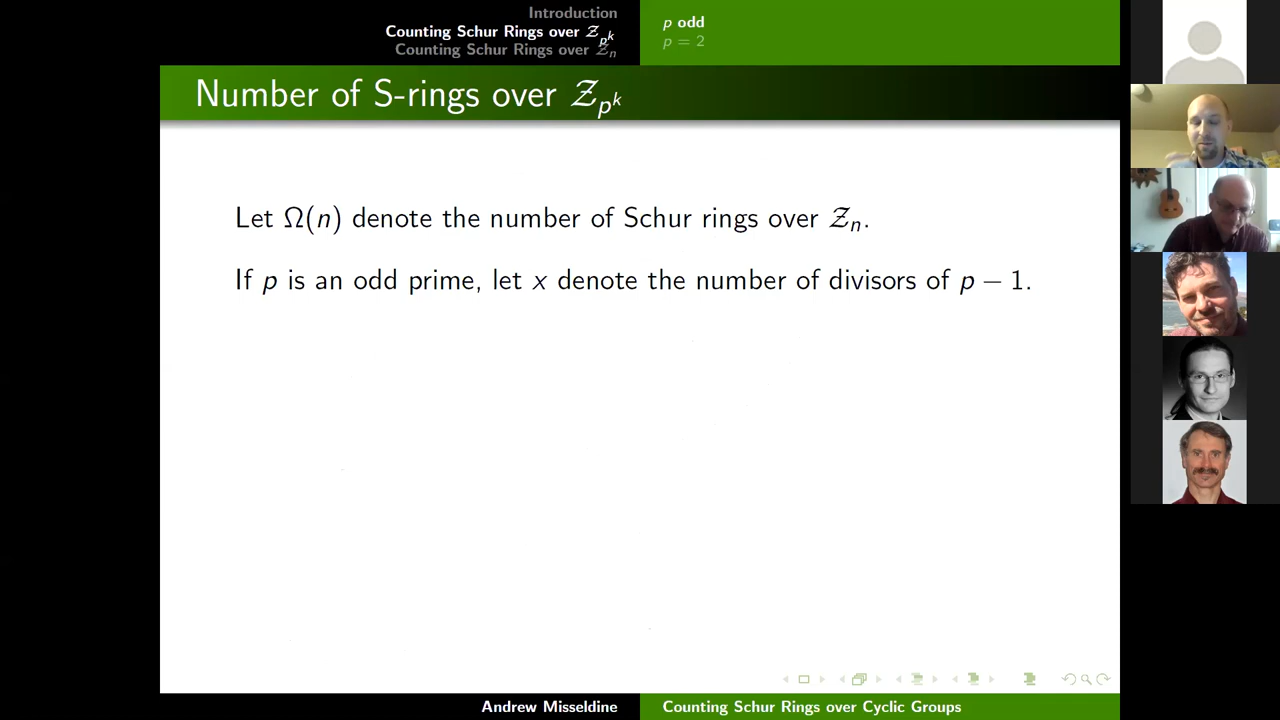 Introduction
Counting Schur Rings over 𝒵_{p^k}
Counting Schur Rings over 𝒵_n
p odd
p = 2
Number of S-rings over 𝒵_{p^k}
Let Ω(n) denote the number of Schur rings over 𝒵_n.
If p is an odd prime, let x denote the number of divisors of p − 1.
Andrew Misseldine
Counting Schur Rings over Cyclic Groups